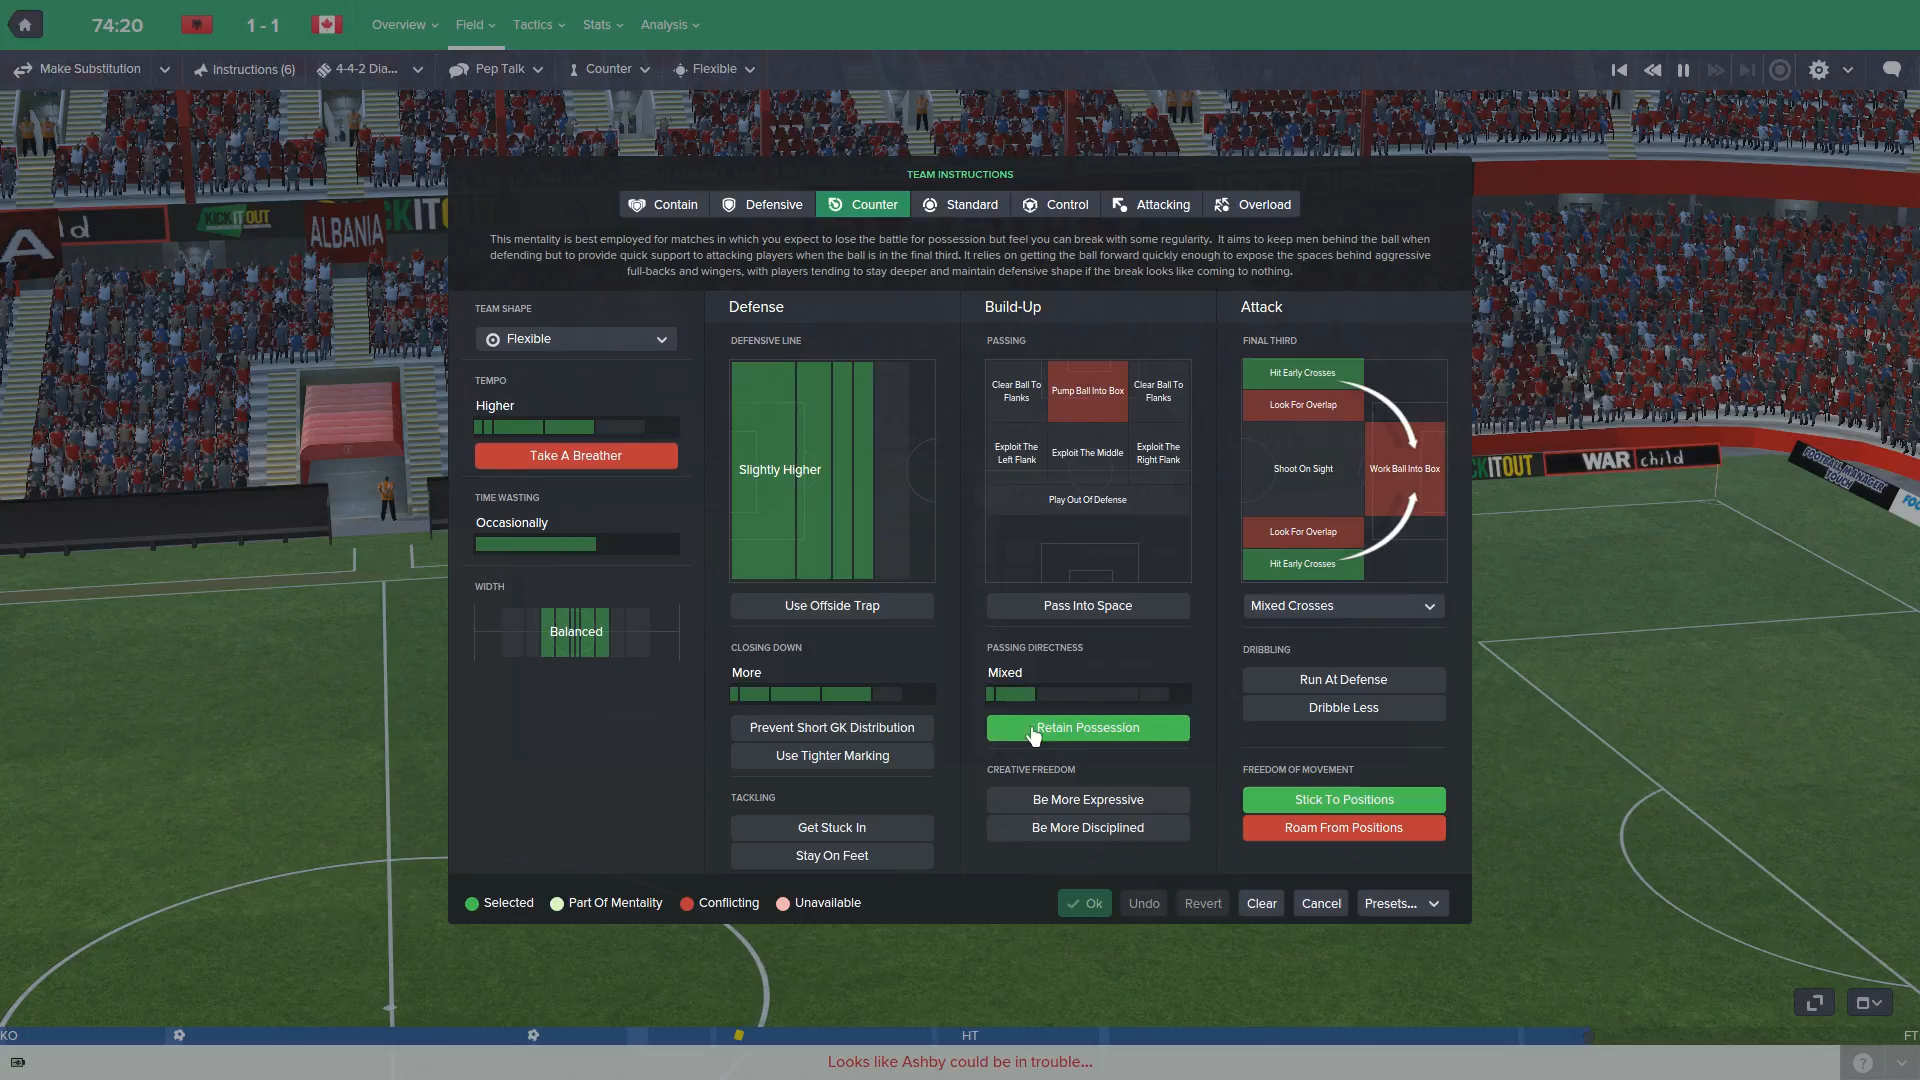 74:20
1 - 1
Overview
Field
Tactics
Stats
Analysis
Make Substitution
Instructions (6)
4-4-2 Dia...
Pep Talk
Counter
Flexible
KICK IT OUT
ALBANIA
WAR child
FOOTBALL MANAGER TOUCH
TEAM INSTRUCTIONS
Contain
Defensive
Counter
Standard
Control
Attacking
Overload
This mentality is best employed for matches in which you expect to lose the battle for possession but feel you can break with some regularity. It aims to keep men behind the ball when
defending but to provide quick support to attacking players when the ball is in the final third. It relies on getting the ball forward quickly enough to expose the spaces behind aggressive
full-backs and wingers, with players tending to stay deeper and maintain defensive shape if the break looks like coming to nothing.
TEAM SHAPE
Flexible
TEMPO
Higher
Take A Breather
TIME WASTING
Occasionally
WIDTH
Balanced
Defense
DEFENSIVE LINE
Slightly Higher
Use Offside Trap
CLOSING DOWN
More
Prevent Short GK Distribution
Use Tighter Marking
TACKLING
Get Stuck In
Stay On Feet
Build-Up
PASSING
Clear Ball To
Flanks
Pump Ball Into Box
Clear Ball To
Flanks
Exploit The
Left Flank
Exploit The Middle
Exploit The
Right Flank
Play Out Of Defense
Pass Into Space
PASSING DIRECTNESS
Mixed
Retain Possession
CREATIVE FREEDOM
Be More Expressive
Be More Disciplined
Attack
FINAL THIRD
Hit Early Crosses
Look For Overlap
Shoot On Sight
Work Ball Into Box
Look For Overlap
Hit Early Crosses
Mixed Crosses
DRIBBLING
Run At Defense
Dribble Less
FREEDOM OF MOVEMENT
Stick To Positions
Roam From Positions
Selected
Part Of Mentality
Conflicting
Unavailable
Ok
Undo
Revert
Clear
Cancel
Presets...
KO
HT
FT
Looks like Ashby could be in trouble...
?